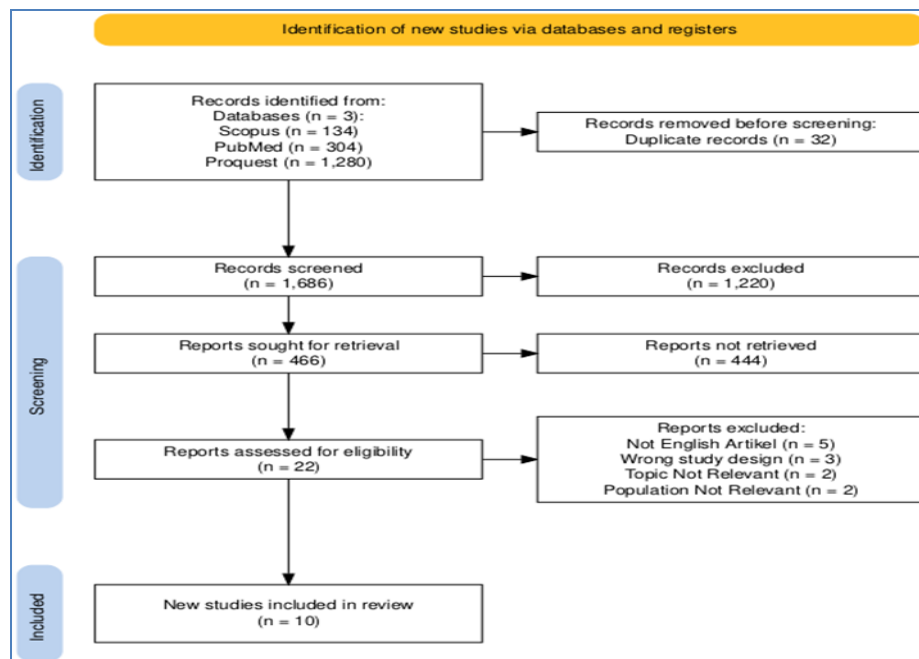 Identification of new studies via databases and registers
Identification
Records identified from:
Databases (n = 3):
Scopus (n = 134)
PubMed (n = 304)
Proquest (n = 1,280)
Records removed before screening:
Duplicate records (n = 32)
Screening
Records screened
(n = 1,686)
Records excluded
(n = 1,220)
Reports sought for retrieval
(n = 466)
Reports not retrieved
(n = 444)
Reports assessed for eligibility
(n = 22)
Reports excluded:
Not English Artikel (n = 5)
Wrong study design (n = 3)
Topic Not Relevant (n = 2)
Population Not Relevant (n = 2)
Included
New studies included in review
(n = 10)